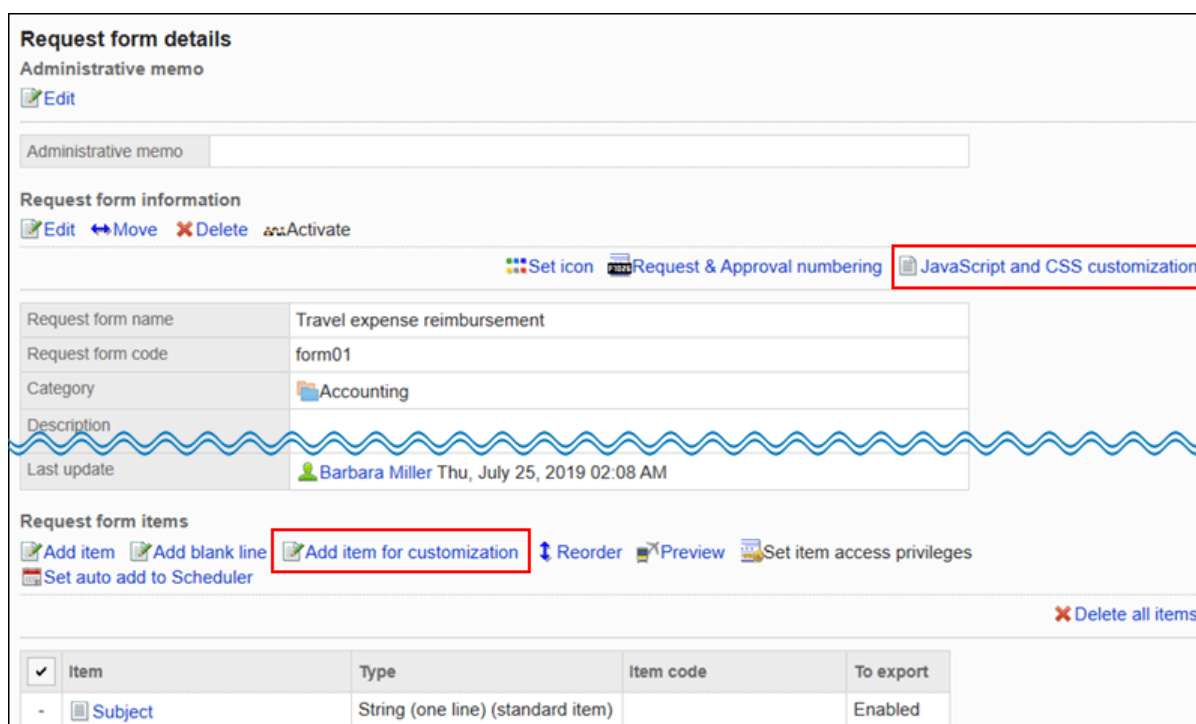 Request form details
Administrative memo
Edit
Administrative memo
Request form information
Edit Move Delete Activate
Set icon Request & Approval numbering JavaScript and CSS customization
Request form name Travel expense reimbursement
Request form code form01
Category Accounting
Description
Last update Barbara Miller Thu, July 25, 2019 02:08 AM
Request form items
Add item Add blank line Add item for customization Reorder Preview Set item access privileges
Set auto add to Scheduler
Delete all items
Item Type Item code To export
- Subject String (one line) (standard item) Enabled